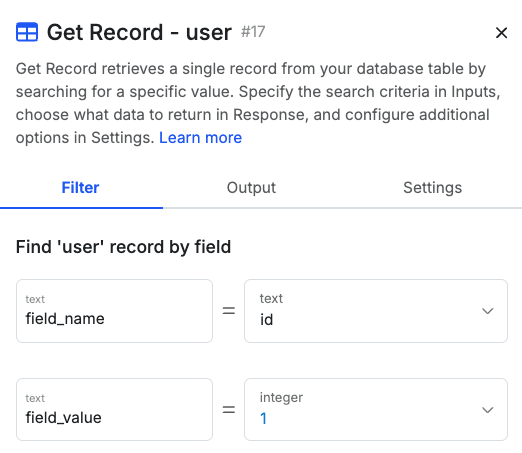 Get Record - user #17
Get Record retrieves a single record from your database table by
searching for a specific value. Specify the search criteria in Inputs,
choose what data to return in Response, and configure additional
options in Settings. Learn more
Filter Output Settings
Find 'user' record by field
text
field_name
=
text
id
text
field_value
=
integer
1